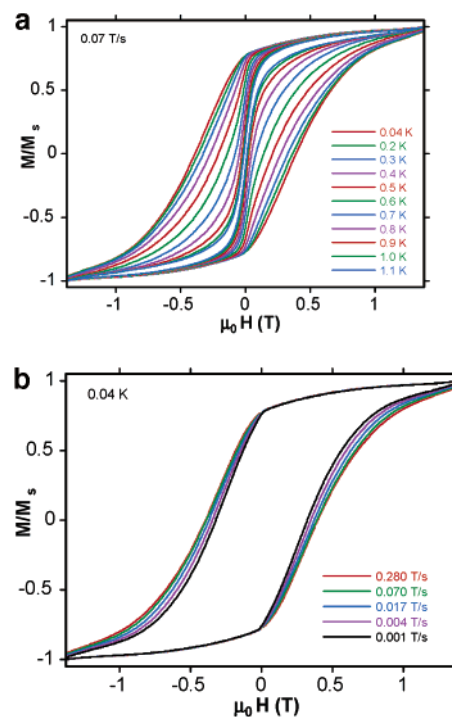 a
0.07 T/s
1
0.5
0
-0.5
-1
M/Ms
0.04 K
0.2 K
0.3 K
0.4 K
0.5 K
0.6 K
0.7 K
0.8 K
0.9 K
1.0 K
1.1 K
-1 -0.5 0 0.5 1
μ0 H (T)
b
0.04 K
1
0.5
0
-0.5
-1
M/Ms
0.280 T/s
0.070 T/s
0.017 T/s
0.004 T/s
0.001 T/s
-1 -0.5 0 0.5 1
μ0 H (T)